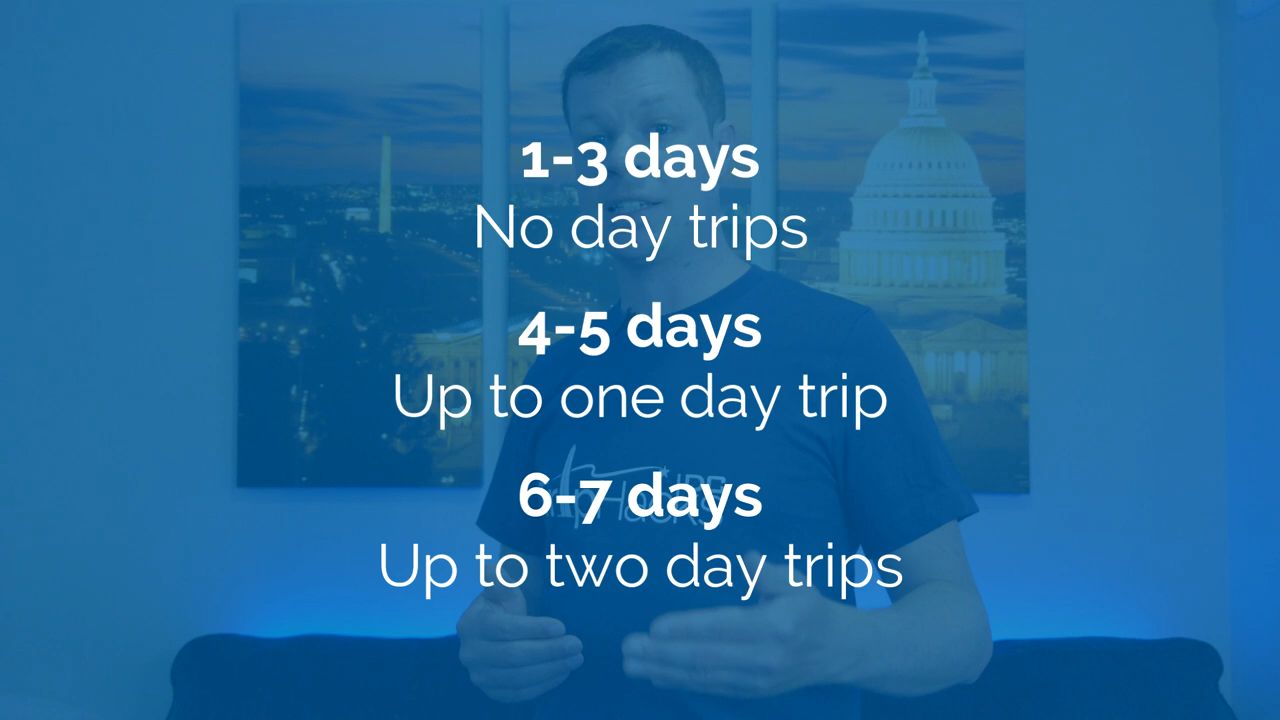 1-3 days
No day trips
4-5 days
Up to one day trip
6-7 days
Up to two day trips